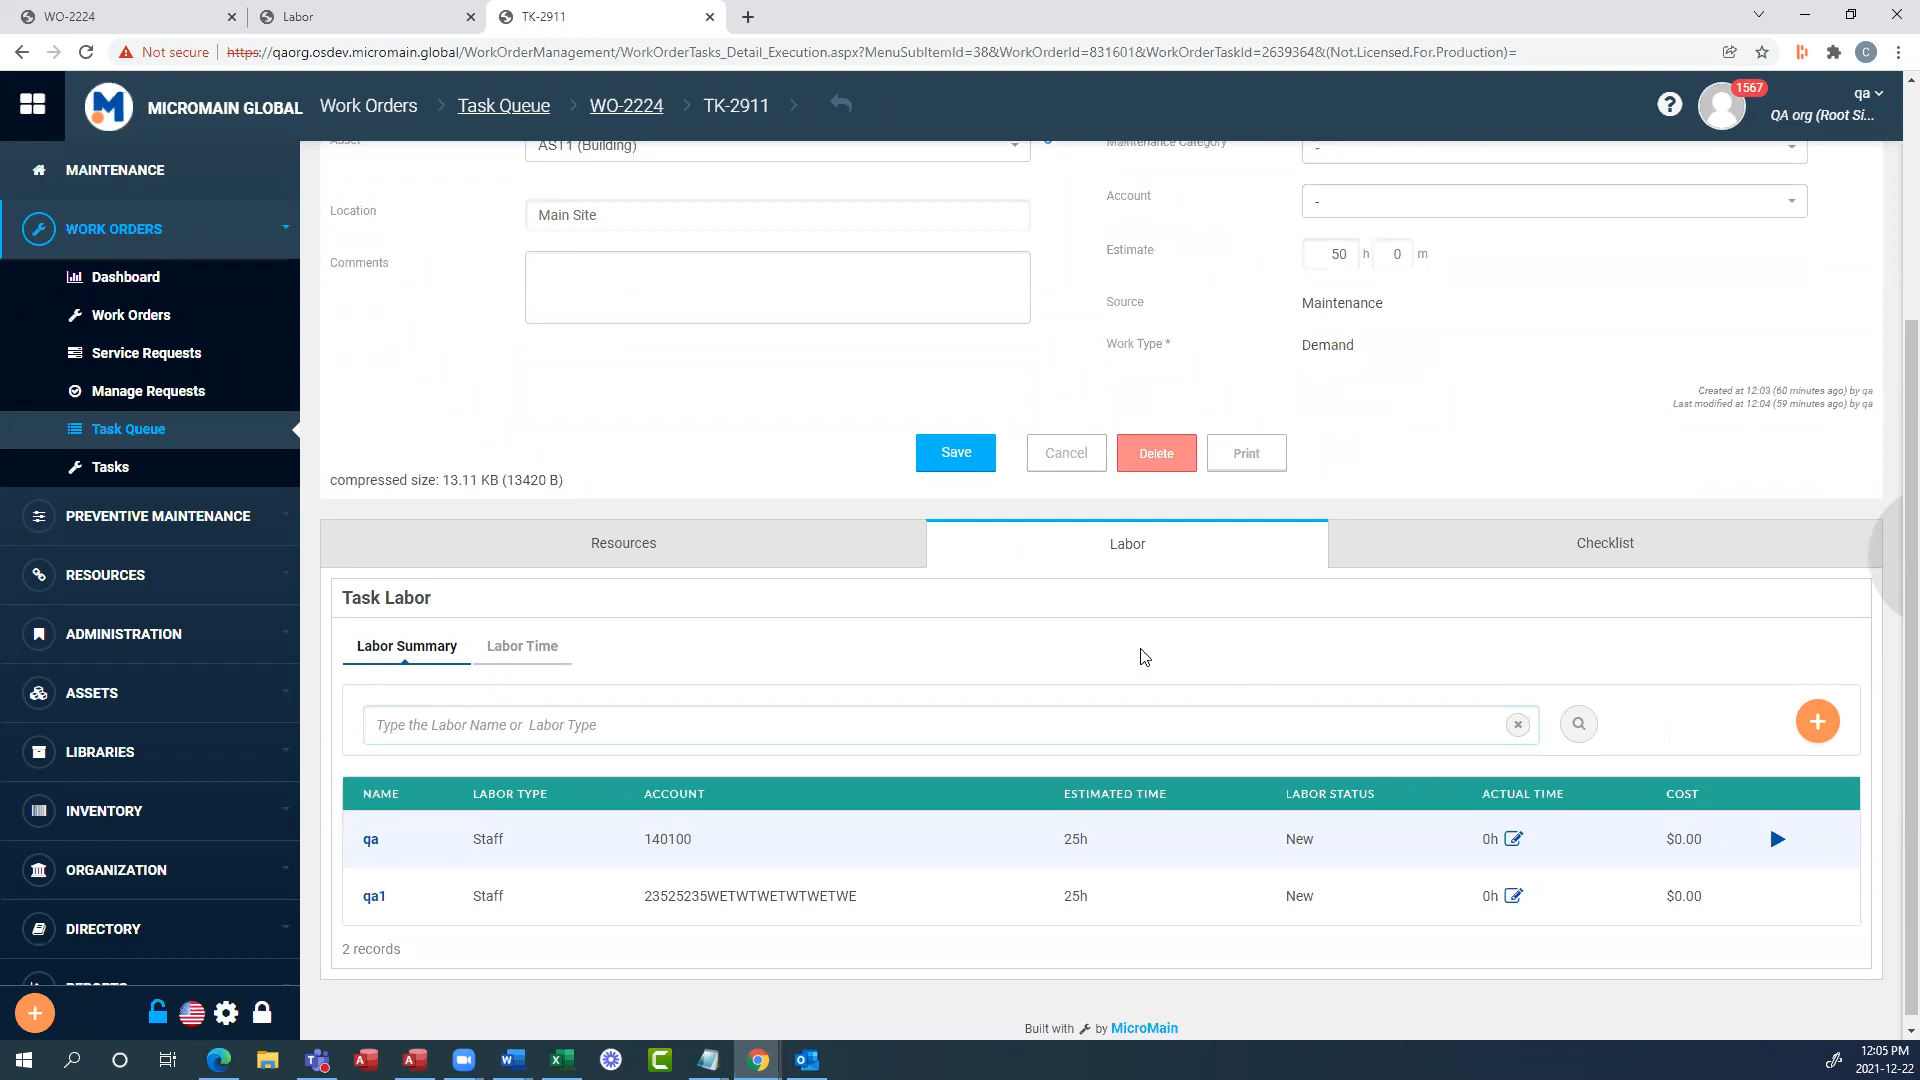 WO-2224
Labor
TK-2911
Not secure
https://qaorg.osdev.micromain.global/WorkOrderManagement/WorkOrderTasks_Detail_Execution.aspx?MenuSubItemId=38&WorkOrderId=831601&WorkOrderTaskId=2639364&(Not.Licensed.For.Production)=
C
MICROMAIN GLOBAL
Work Orders
Task Queue
WO-2224
TK-2911
?
1567
qa
QA org (Root Si...
MAINTENANCE
WORK ORDERS
Dashboard
Work Orders
Service Requests
Manage Requests
Task Queue
Tasks
PREVENTIVE MAINTENANCE
RESOURCES
ADMINISTRATION
ASSETS
LIBRARIES
INVENTORY
ORGANIZATION
DIRECTORY
REPORTS
Asset
AST1 (Building)
Maintenance Category
-
Location
Main Site
Account
-
Comments
Estimate
50 h 0 m
Source
Maintenance
Work Type *
Demand
Created at 12:03 (60 minutes ago) by qa
Last modified at 12:04 (59 minutes ago) by qa
Save
Cancel
Delete
Print
compressed size: 13.11 KB (13420 B)
Resources
Labor
Checklist
Task Labor
Labor Summary
Labor Time
Type the Labor Name or Labor Type
NAME LABOR TYPE ACCOUNT ESTIMATED TIME LABOR STATUS ACTUAL TIME COST
qa Staff 140100 25h New 0h $0.00
qa1 Staff 23525235WETWTWETWTWETWE 25h New 0h $0.00
2 records
Built with by MicroMain
12:05 PM
2021-12-22